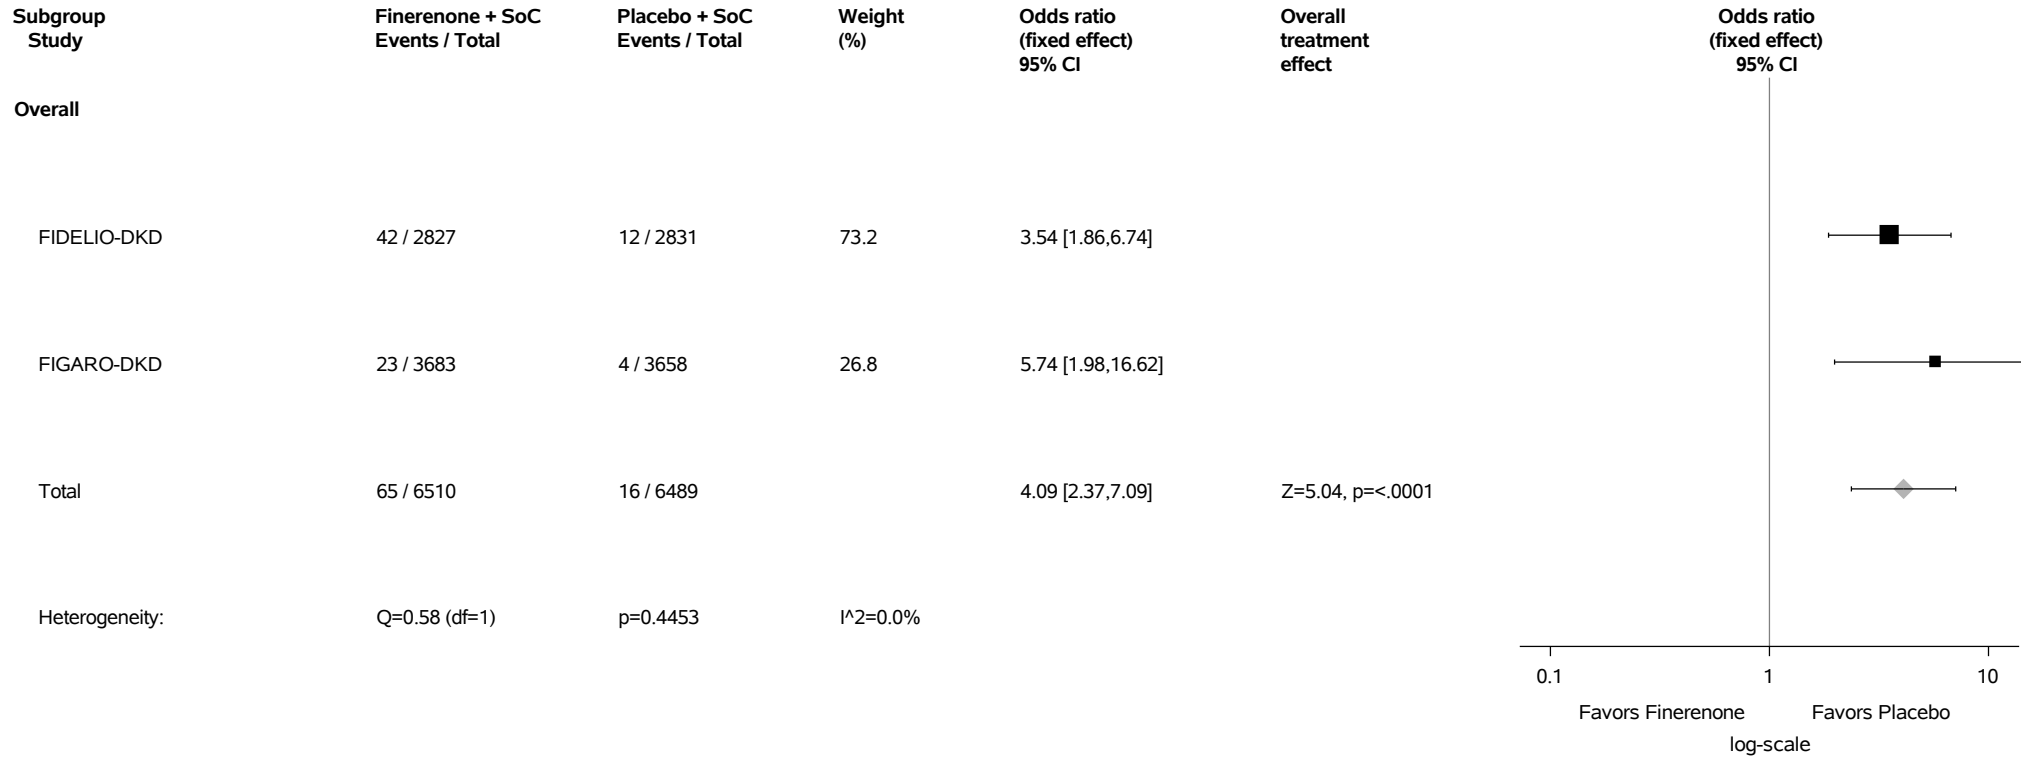 Subgroup Finerenone + SoC Placebo + SoC Weight Odds ratio Overall Odds ratio
Study Events / Total Events / Total (%) (fixed effect) treatment (fixed effect)
95% CI effect 95% CI
Overall
FIDELIO-DKD 42 / 2827 12 / 2831 73.2 3.54 [1.86,6.74]
FIGARO-DKD 23 / 3683 4 / 3658 26.8 5.74 [1.98,16.62]
Total 65 / 6510 16 / 6489 4.09 [2.37,7.09] Z=5.04, p=<.0001
Heterogeneity: Q=0.58 (df=1) p=0.4453 I^2=0.0%
0.1 1 10
Favors Finerenone Favors Placebo
log-scale